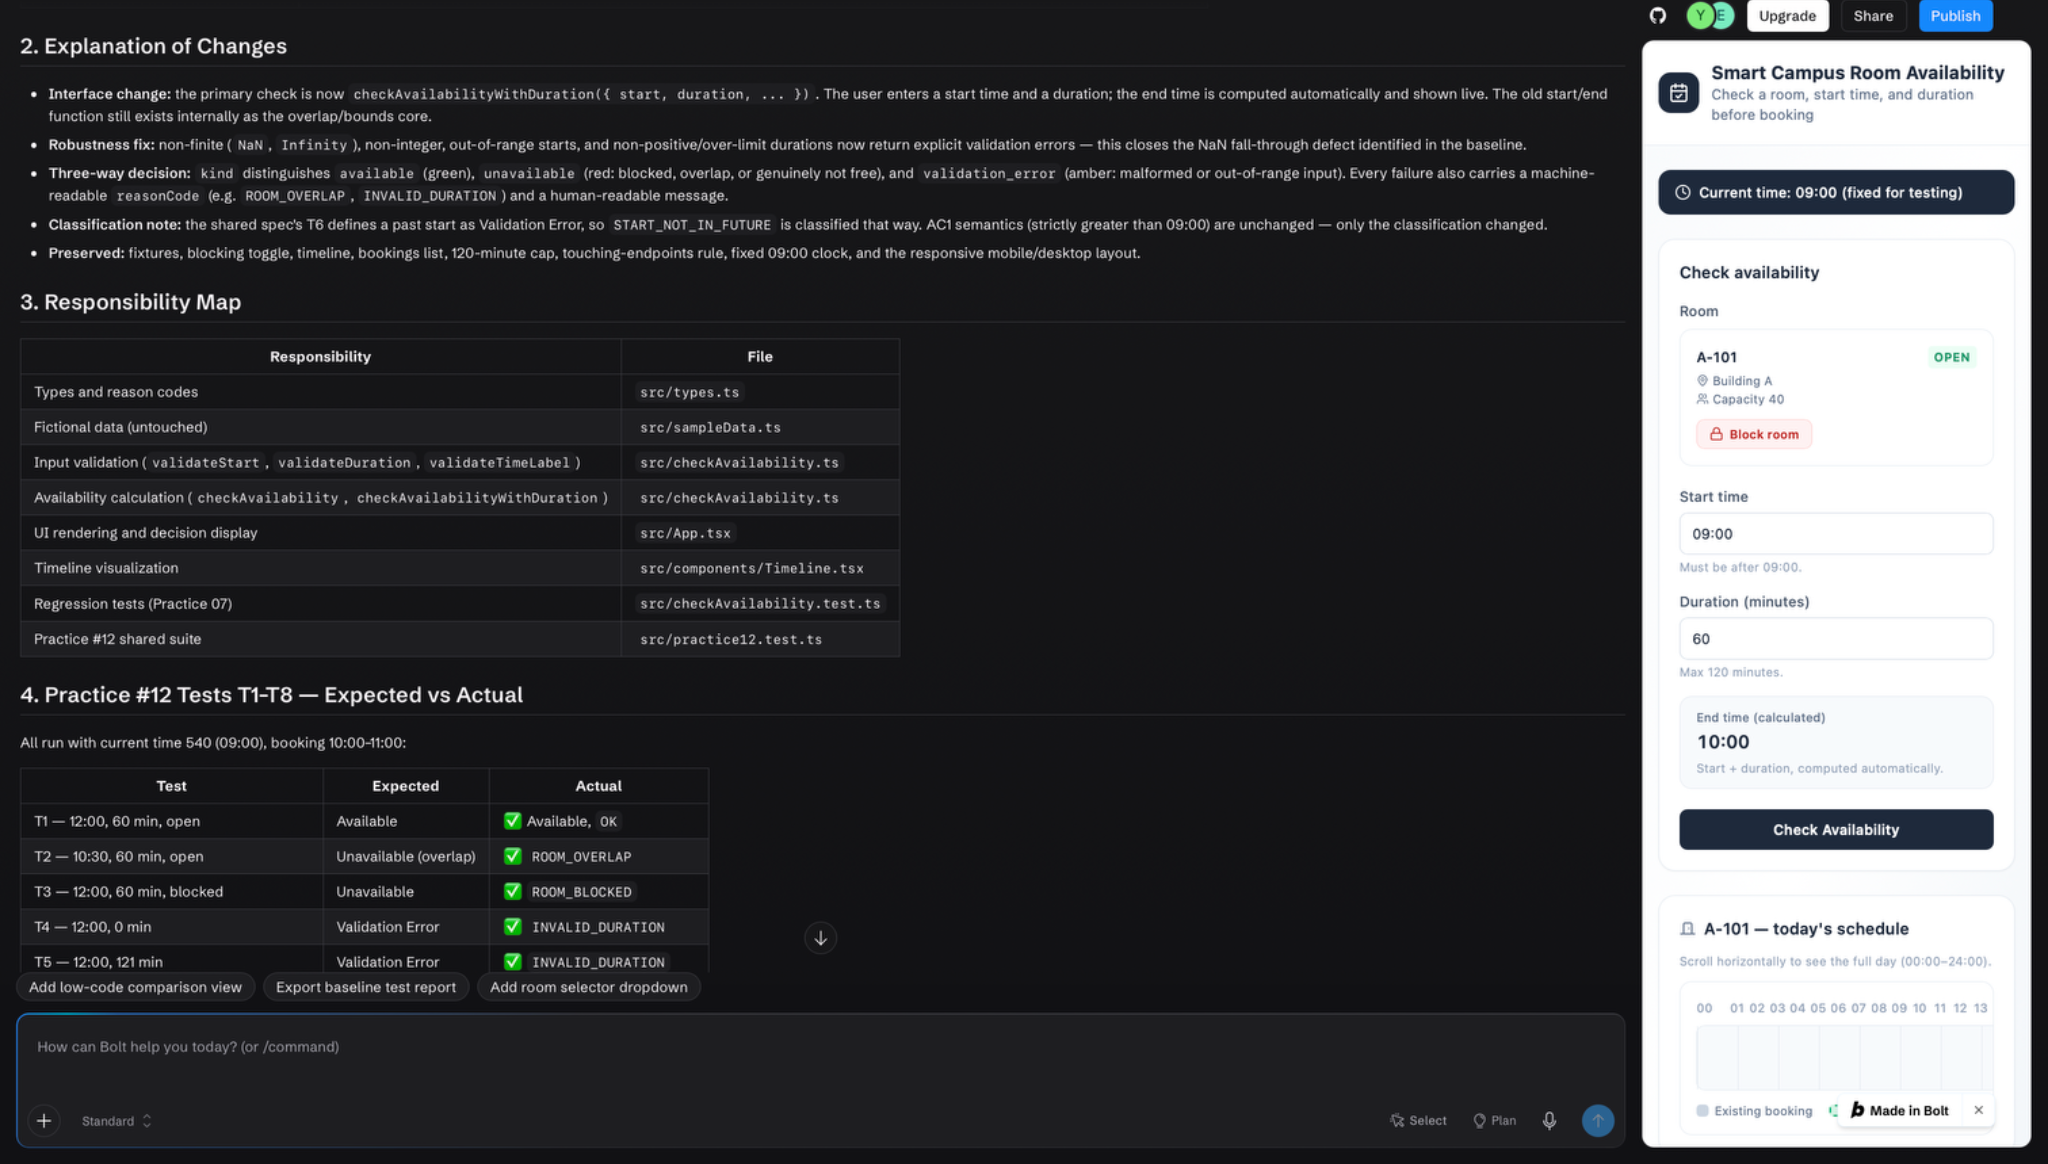 Y
E
Upgrade
Share
Publish
2. Explanation of Changes
• Interface change: the primary check is now checkAvailabilityWithDuration({ start, duration, ... }) . The user enters a start time and a duration; the end time is computed automatically and shown live. The old start/end
function still exists internally as the overlap/bounds core.
• Robustness fix: non-finite ( NaN , Infinity ), non-integer, out-of-range starts, and non-positive/over-limit durations now return explicit validation errors — this closes the NaN fall-through defect identified in the baseline.
• Three-way decision: kind distinguishes available (green), unavailable (red: blocked, overlap, or genuinely not free), and validation_error (amber: malformed or out-of-range input). Every failure also carries a machine-
readable reasonCode (e.g. ROOM_OVERLAP , INVALID_DURATION ) and a human-readable message.
• Classification note: the shared spec's T6 defines a past start as Validation Error, so START_NOT_IN_FUTURE is classified that way. AC1 semantics (strictly greater than 09:00) are unchanged — only the classification changed.
• Preserved: fixtures, blocking toggle, timeline, bookings list, 120-minute cap, touching-endpoints rule, fixed 09:00 clock, and the responsive mobile/desktop layout.
3. Responsibility Map
Responsibility File
Types and reason codes src/types.ts
Fictional data (untouched) src/sampleData.ts
Input validation ( validateStart , validateDuration , validateTimeLabel ) src/checkAvailability.ts
Availability calculation ( checkAvailability , checkAvailabilityWithDuration ) src/checkAvailability.ts
UI rendering and decision display src/App.tsx
Timeline visualization src/components/Timeline.tsx
Regression tests (Practice 07) src/checkAvailability.test.ts
Practice #12 shared suite src/practice12.test.ts
4. Practice #12 Tests T1-T8 — Expected vs Actual
All run with current time 540 (09:00), booking 10:00–11:00:
Test Expected Actual
T1 — 12:00, 60 min, open Available ✅ Available, OK
T2 — 10:30, 60 min, open Unavailable (overlap) ✅ ROOM_OVERLAP
T3 — 12:00, 60 min, blocked Unavailable ✅ ROOM_BLOCKED
T4 — 12:00, 0 min Validation Error ✅ INVALID_DURATION
T5 — 12:00, 121 min Validation Error ✅ INVALID_DURATION
Add low-code comparison view
Export baseline test report
Add room selector dropdown
How can Bolt help you today? (or /command)
Standard
Select
Plan
Smart Campus Room Availability
Check a room, start time, and duration
before booking
Current time: 09:00 (fixed for testing)
Check availability
Room
A-101
OPEN
Building A
Capacity 40
Block room
Start time
09:00
Must be after 09:00.
Duration (minutes)
60
Max 120 minutes.
End time (calculated)
10:00
Start + duration, computed automatically.
Check Availability
A-101 — today's schedule
Scroll horizontally to see the full day (00:00–24:00).
00 01 02 03 04 05 06 07 08 09 10 11 12 13
Existing booking
b Made in Bolt